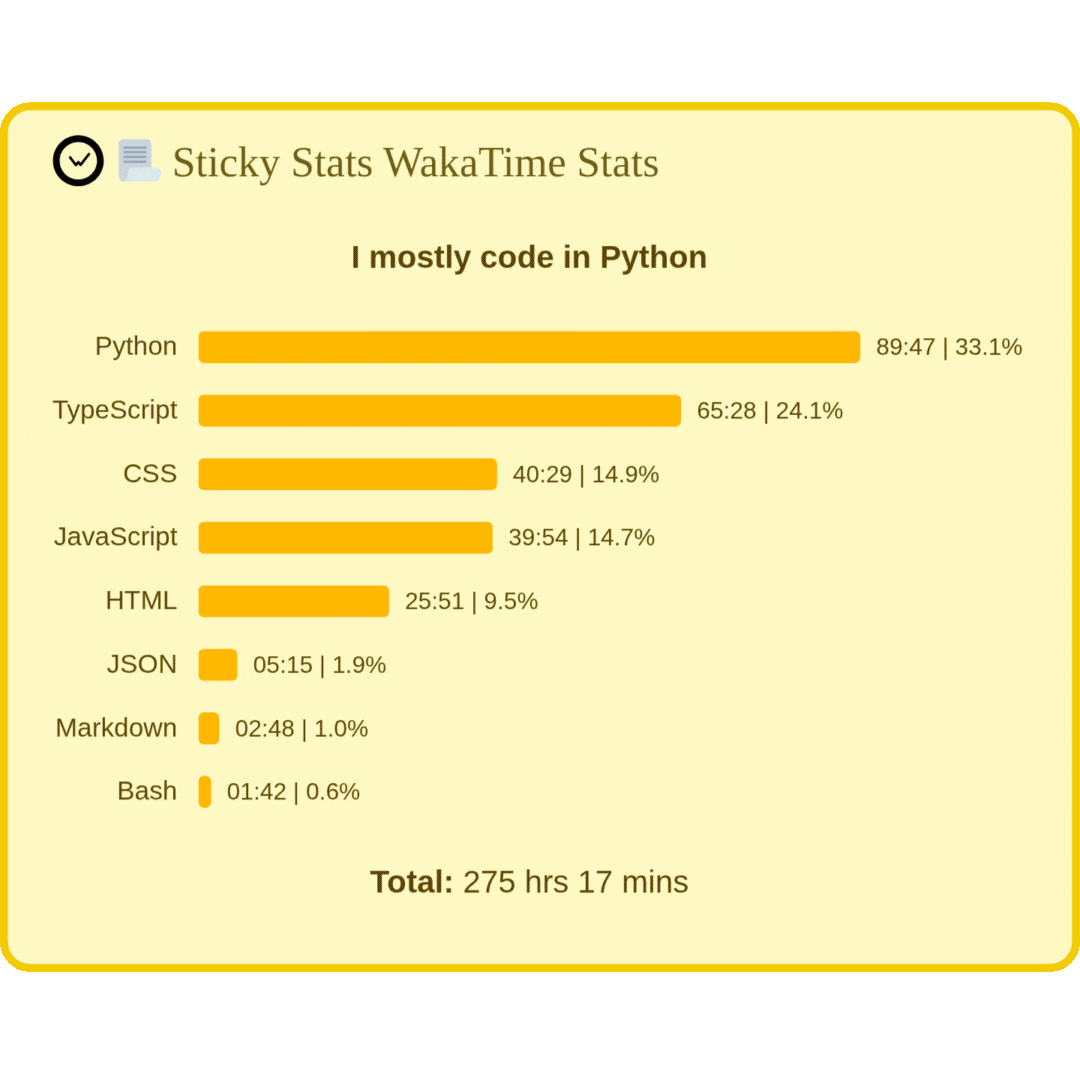 Sticky Stats WakaTime Stats
I mostly code in Python
Python 89:47 | 33.1%
TypeScript 65:28 | 24.1%
CSS 40:29 | 14.9%
JavaScript 39:54 | 14.7%
HTML 25:51 | 9.5%
JSON 05:15 | 1.9%
Markdown 02:48 | 1.0%
Bash 01:42 | 0.6%
Total: 275 hrs 17 mins